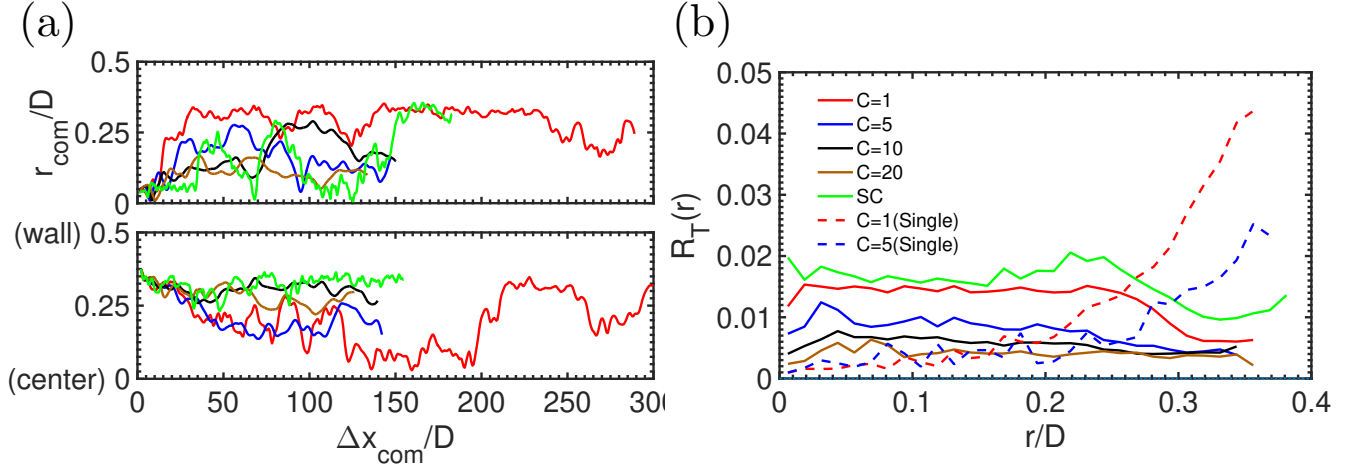 (a)
0.5
r_com/D
0.25
0
(wall)
0.5
0.25
(center)
0
0
50
100
150
200
250
300
Δx_com/D
(b)
0.05
0.04
0.03
0.02
0.01
0
R_T(r)
C=1
C=5
C=10
C=20
SC
C=1(Single)
C=5(Single)
0
0.1
0.2
0.3
0.4
r/D